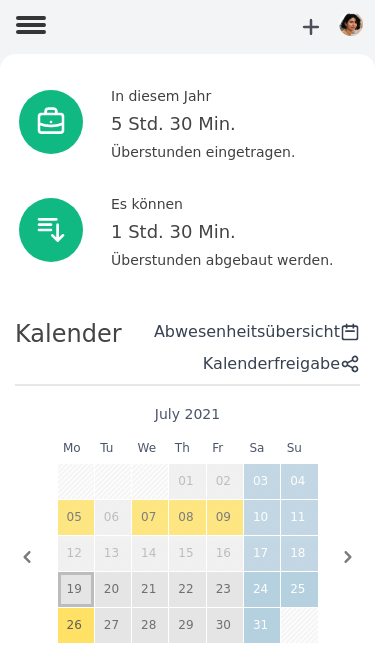 In diesem Jahr
5 Std. 30 Min.
Überstunden eingetragen.
Es können
1 Std. 30 Min.
Überstunden abgebaut werden.
Kalender
Abwesenheitsübersicht
Kalenderfreigabe
July 2021
Mo Tu We Th Fr Sa Su
01 02 03 04
05 06 07 08 09 10 11
12 13 14 15 16 17 18
19 20 21 22 23 24 25
26 27 28 29 30 31